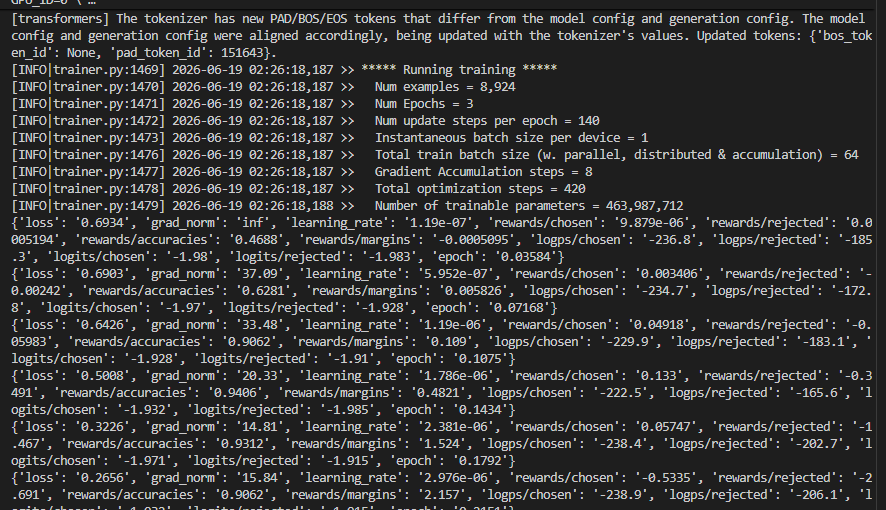 [transformers] The tokenizer has new PAD/BOS/EOS tokens that differ from the model config and generation config. The model
config and generation config were aligned accordingly, being updated with the tokenizer's values. Updated tokens: {'bos_tok
en_id': None, 'pad_token_id': 151643}.
[INFO|trainer.py:1469] 2026-06-19 02:26:18,187 >> ***** Running training *****
[INFO|trainer.py:1470] 2026-06-19 02:26:18,187 >>   Num examples = 8,924
[INFO|trainer.py:1471] 2026-06-19 02:26:18,187 >>   Num Epochs = 3
[INFO|trainer.py:1472] 2026-06-19 02:26:18,187 >>   Num update steps per epoch = 140
[INFO|trainer.py:1473] 2026-06-19 02:26:18,187 >>   Instantaneous batch size per device = 1
[INFO|trainer.py:1476] 2026-06-19 02:26:18,187 >>   Total train batch size (w. parallel, distributed & accumulation) = 64
[INFO|trainer.py:1477] 2026-06-19 02:26:18,187 >>   Gradient Accumulation steps = 8
[INFO|trainer.py:1478] 2026-06-19 02:26:18,187 >>   Total optimization steps = 420
[INFO|trainer.py:1479] 2026-06-19 02:26:18,188 >>   Number of trainable parameters = 463,987,712
{'loss': '0.6934', 'grad_norm': 'inf', 'learning_rate': '1.19e-07', 'rewards/chosen': '9.879e-06', 'rewards/rejected': '0.0
005194', 'rewards/accuracies': '0.4688', 'rewards/margins': '-0.0005095', 'logps/chosen': '-236.8', 'logps/rejected': '-185
.3', 'logits/chosen': '-1.98', 'logits/rejected': '-1.983', 'epoch': '0.03584'}
{'loss': '0.6903', 'grad_norm': '37.09', 'learning_rate': '5.952e-07', 'rewards/chosen': '0.003406', 'rewards/rejected': '-
0.00242', 'rewards/accuracies': '0.6281', 'rewards/margins': '0.005826', 'logps/chosen': '-234.7', 'logps/rejected': '-172.
8', 'logits/chosen': '-1.97', 'logits/rejected': '-1.928', 'epoch': '0.07168'}
{'loss': '0.6426', 'grad_norm': '33.48', 'learning_rate': '1.19e-06', 'rewards/chosen': '0.04918', 'rewards/rejected': '-0.
05983', 'rewards/accuracies': '0.9062', 'rewards/margins': '0.109', 'logps/chosen': '-229.9', 'logps/rejected': '-183.1', '
logits/chosen': '-1.928', 'logits/rejected': '-1.91', 'epoch': '0.1075'}
{'loss': '0.5008', 'grad_norm': '20.33', 'learning_rate': '1.786e-06', 'rewards/chosen': '0.133', 'rewards/rejected': '-0.3
491', 'rewards/accuracies': '0.9406', 'rewards/margins': '0.4821', 'logps/chosen': '-222.5', 'logps/rejected': '-165.6', 'l
ogits/chosen': '-1.932', 'logits/rejected': '-1.985', 'epoch': '0.1434'}
{'loss': '0.3226', 'grad_norm': '14.81', 'learning_rate': '2.381e-06', 'rewards/chosen': '0.05747', 'rewards/rejected': '-1
.467', 'rewards/accuracies': '0.9312', 'rewards/margins': '1.524', 'logps/chosen': '-238.4', 'logps/rejected': '-202.7', 'l
ogits/chosen': '-1.971', 'logits/rejected': '-1.915', 'epoch': '0.1792'}
{'loss': '0.2656', 'grad_norm': '15.84', 'learning_rate': '2.976e-06', 'rewards/chosen': '-0.5335', 'rewards/rejected': '-2
.691', 'rewards/accuracies': '0.9062', 'rewards/margins': '2.157', 'logps/chosen': '-238.9', 'logps/rejected': '-206.1', 'l